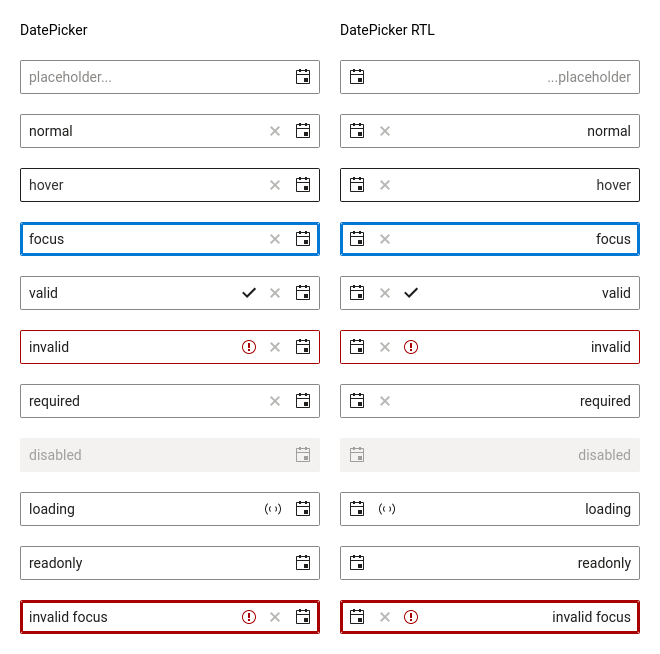 DatePicker
placeholder...
normal
hover
focus
valid
invalid
required
disabled
loading
readonly
invalid focus
DatePicker RTL
...placeholder
normal
hover
focus
valid
invalid
required
disabled
loading
readonly
invalid focus